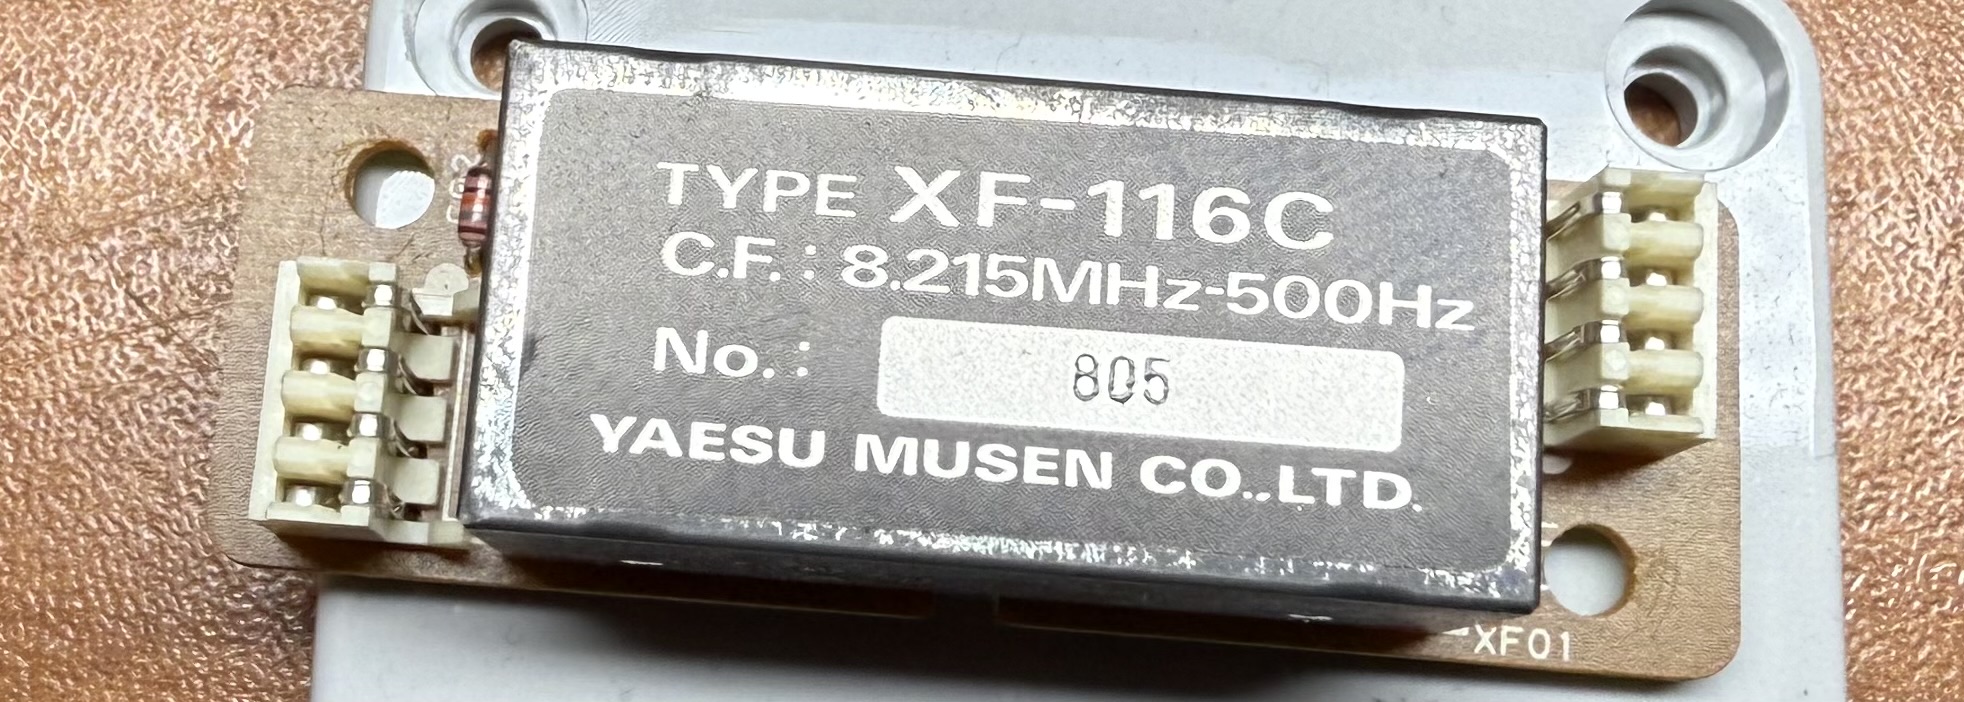 TYPE XF-116C
C.F. : 8.215MHz-500Hz
No. : 805
YAESU MUSEN CO.,LTD.
XF01